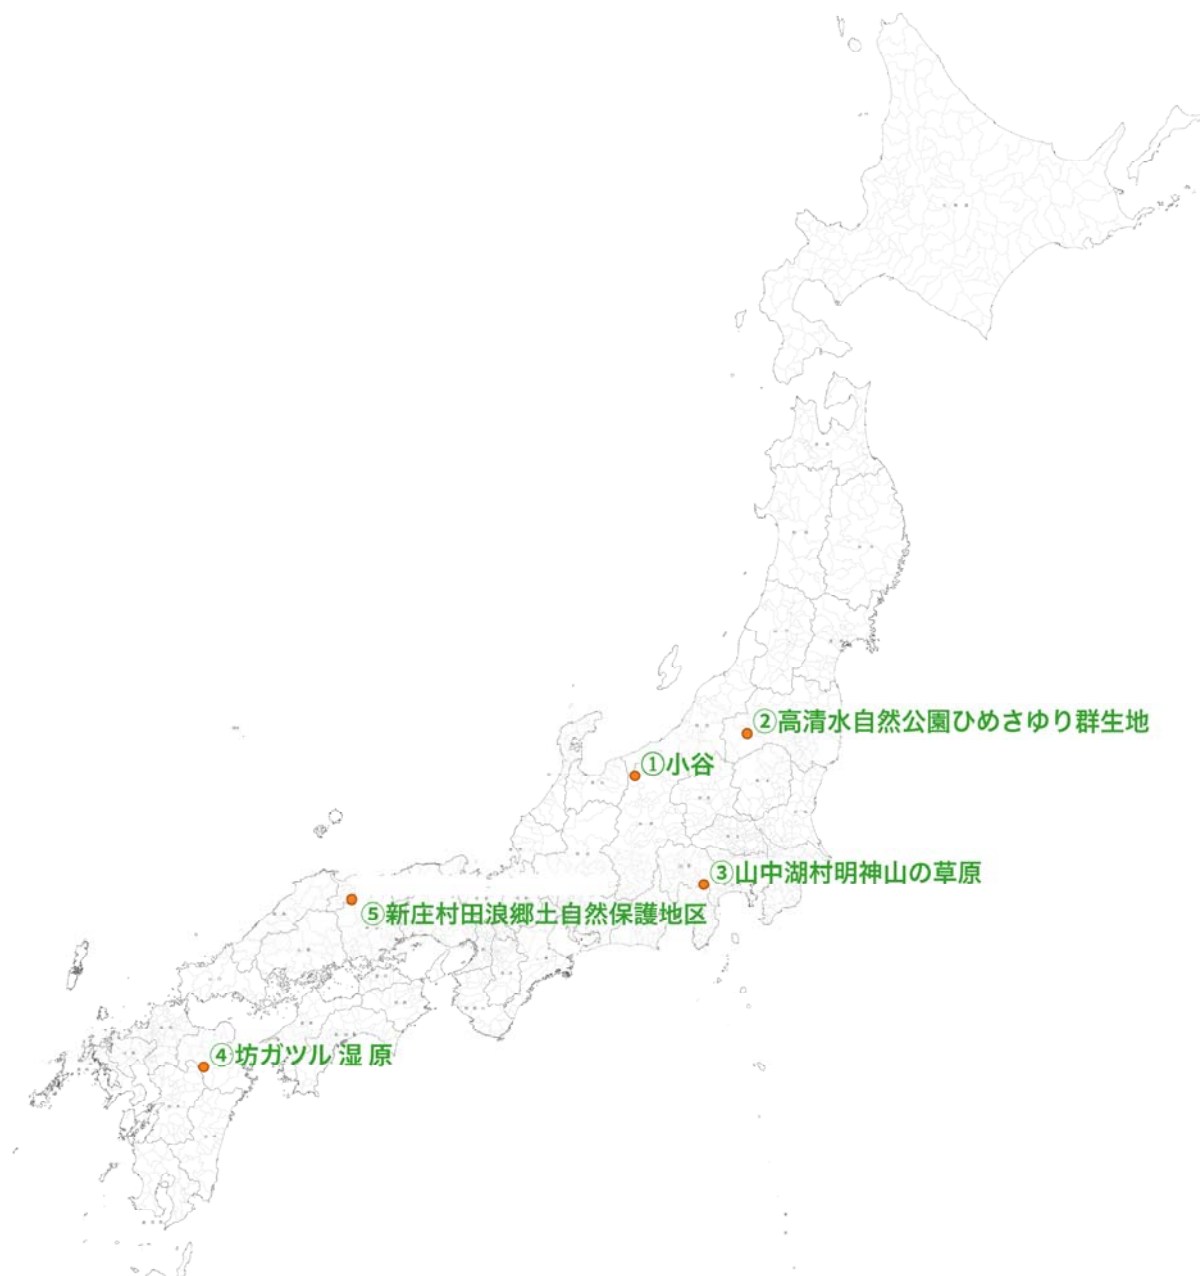 ②高清水自然公園ひめさゆり群生地
①小谷
③山中湖村明神山の草原
⑤新庄村田浪郷土自然保護地区
④坊ガツル 湿 原